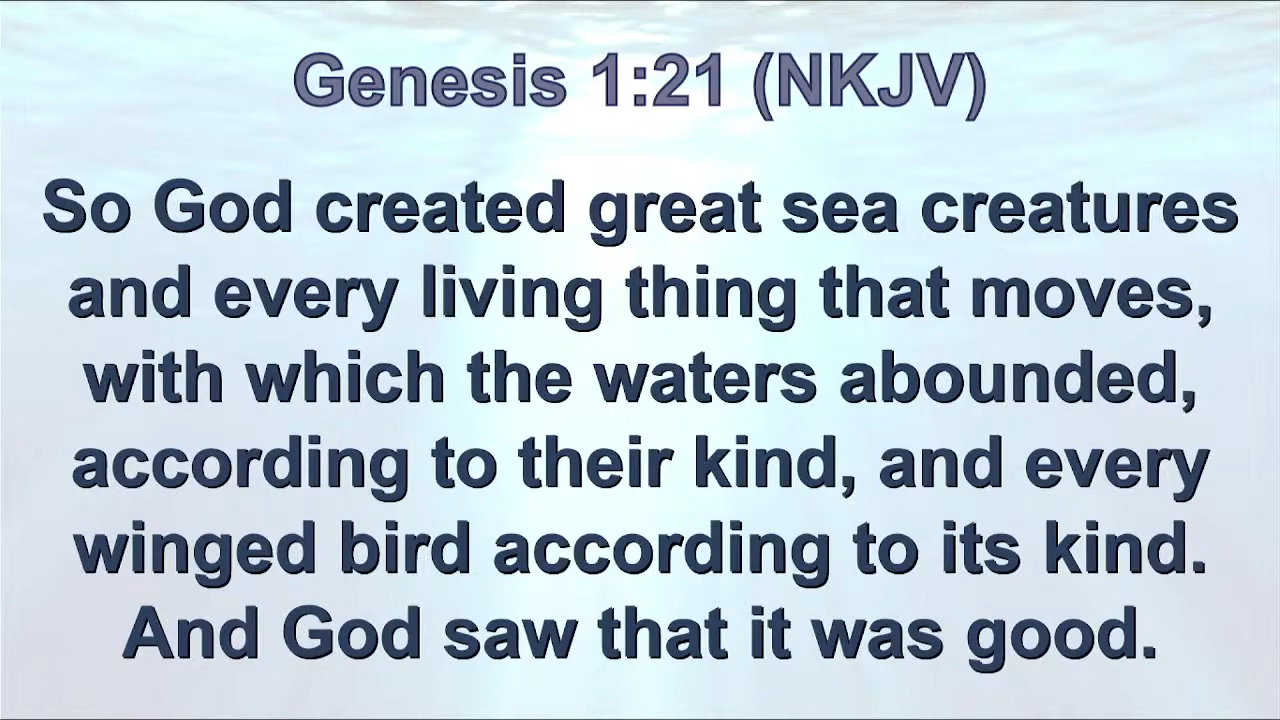 Genesis 1:21 (NKJV)
So God created great sea creatures
and every living thing that moves,
with which the waters abounded,
according to their kind, and every
winged bird according to its kind.
And God saw that it was good.